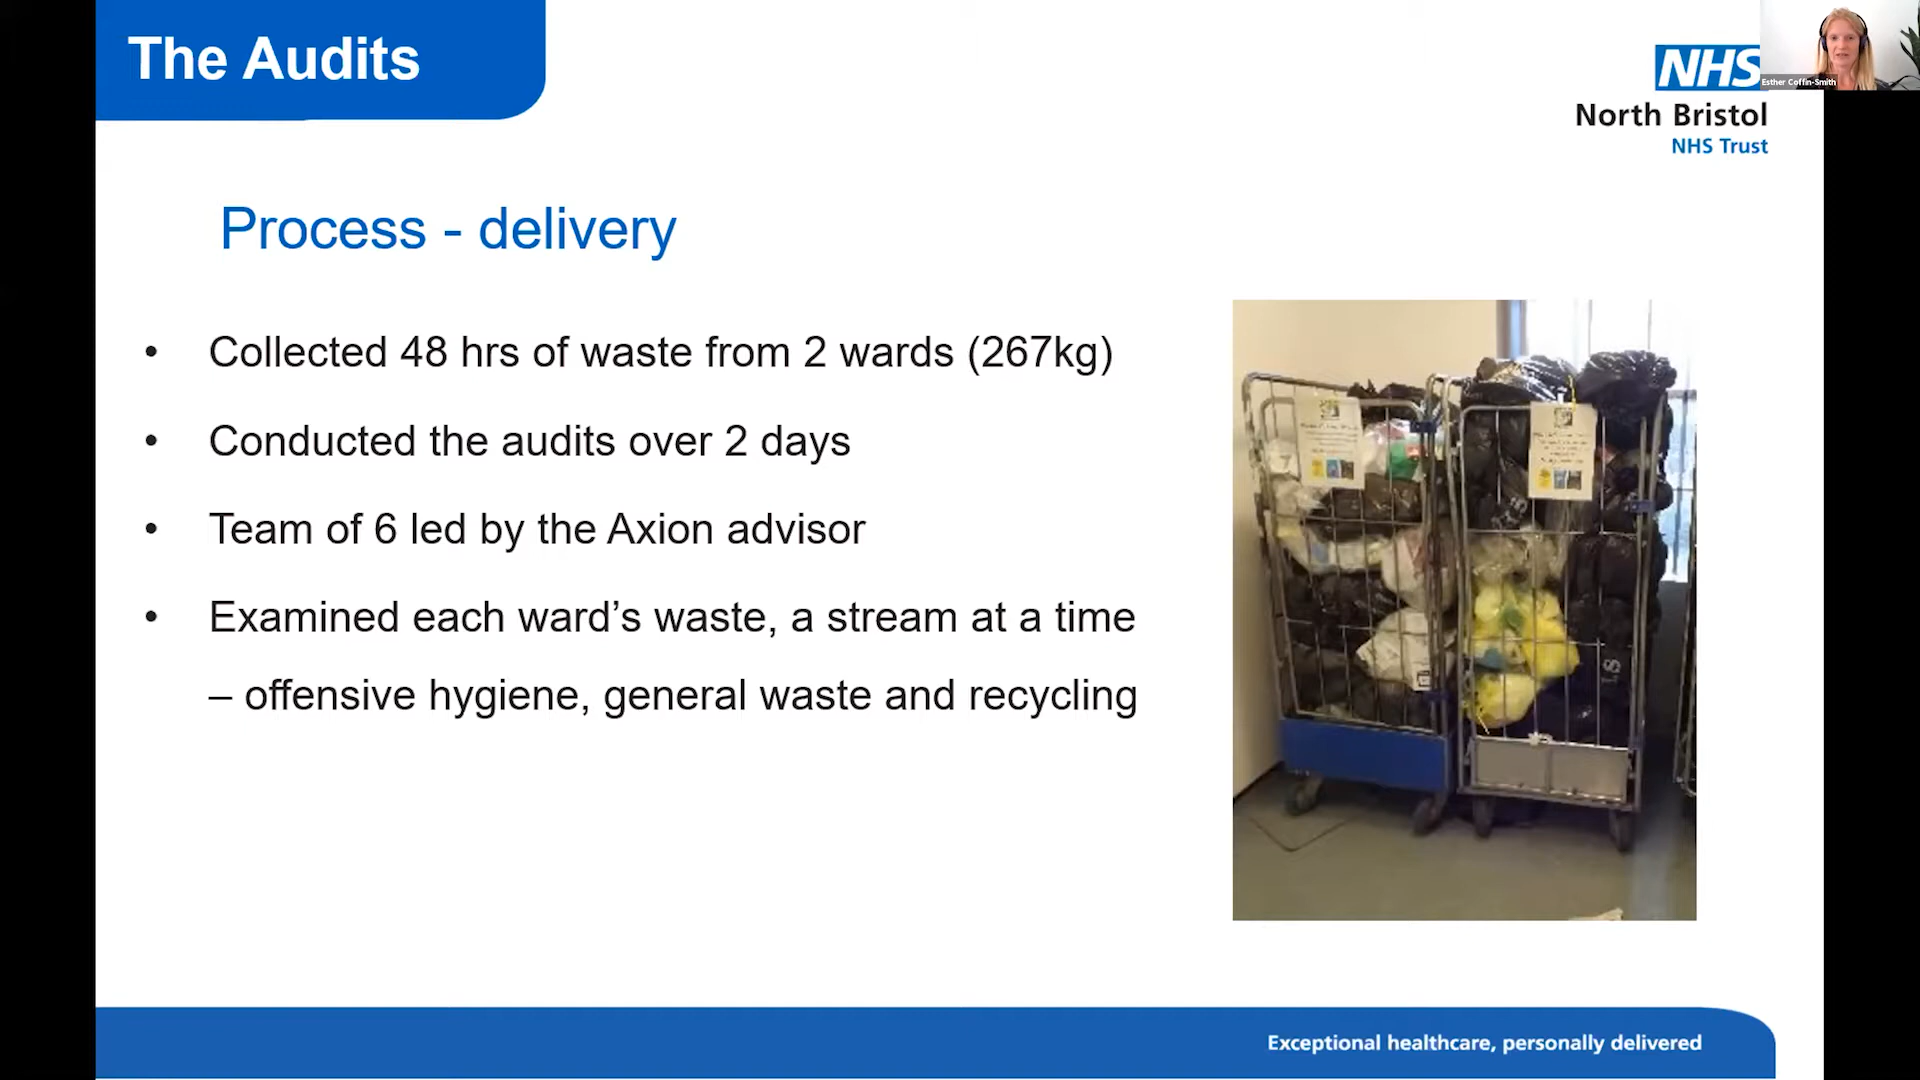 The Audits
NHS
North Bristol
NHS Trust
Esther Coffin-Smith
Process - delivery
• Collected 48 hrs of waste from 2 wards (267kg)
• Conducted the audits over 2 days
• Team of 6 led by the Axion advisor
• Examined each ward’s waste, a stream at a time
– offensive hygiene, general waste and recycling
Exceptional healthcare, personally delivered